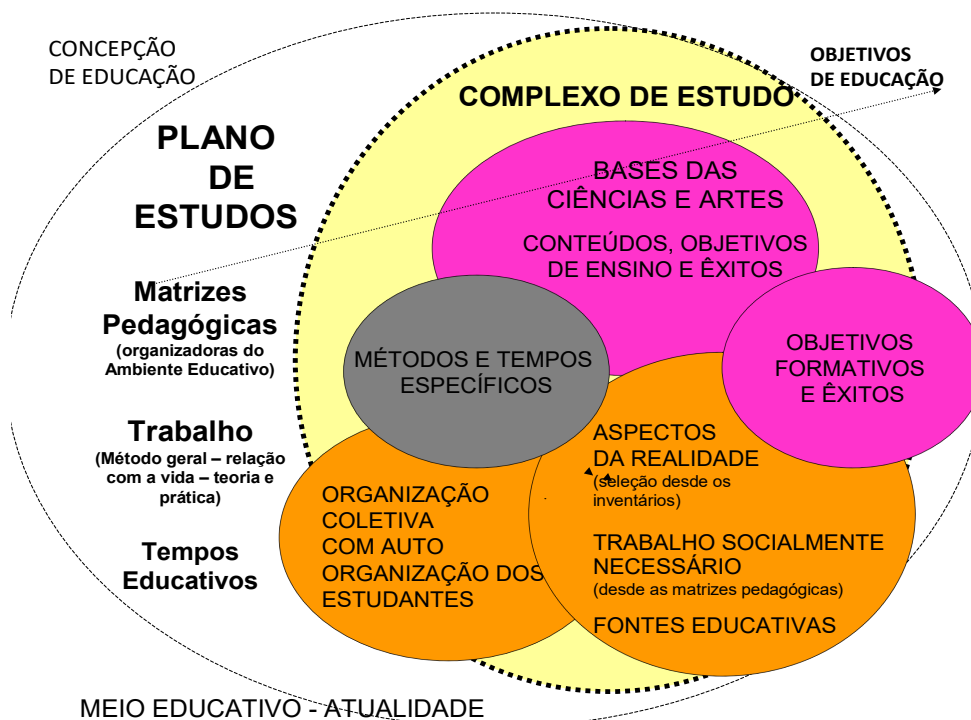 CONCEPÇÃO
DE EDUCAÇÃO
OBJETIVOS
DE EDUCAÇÃO
COMPLEXO DE ESTUDO
PLANO
DE
ESTUDOS
BASES DAS
CIÊNCIAS E ARTES
CONTEÚDOS, OBJETIVOS
DE ENSINO E ÊXITOS
Matrizes
Pedagógicas
(organizadoras do
Ambiente Educativo)
MÉTODOS E TEMPOS
ESPECÍFICOS
OBJETIVOS
FORMATIVOS
E ÊXITOS
Trabalho
(Método geral – relação
com a vida – teoria e
prática)
ASPECTOS
DA REALIDADE
(seleção desde os
inventários)
ORGANIZAÇÃO
COLETIVA
COM AUTO
ORGANIZAÇÃO DOS
ESTUDANTES
TRABALHO SOCIALMENTE
NECESSÁRIO
(desde as matrizes pedagógicas)
FONTES EDUCATIVAS
Tempos
Educativos
MEIO EDUCATIVO - ATUALIDADE